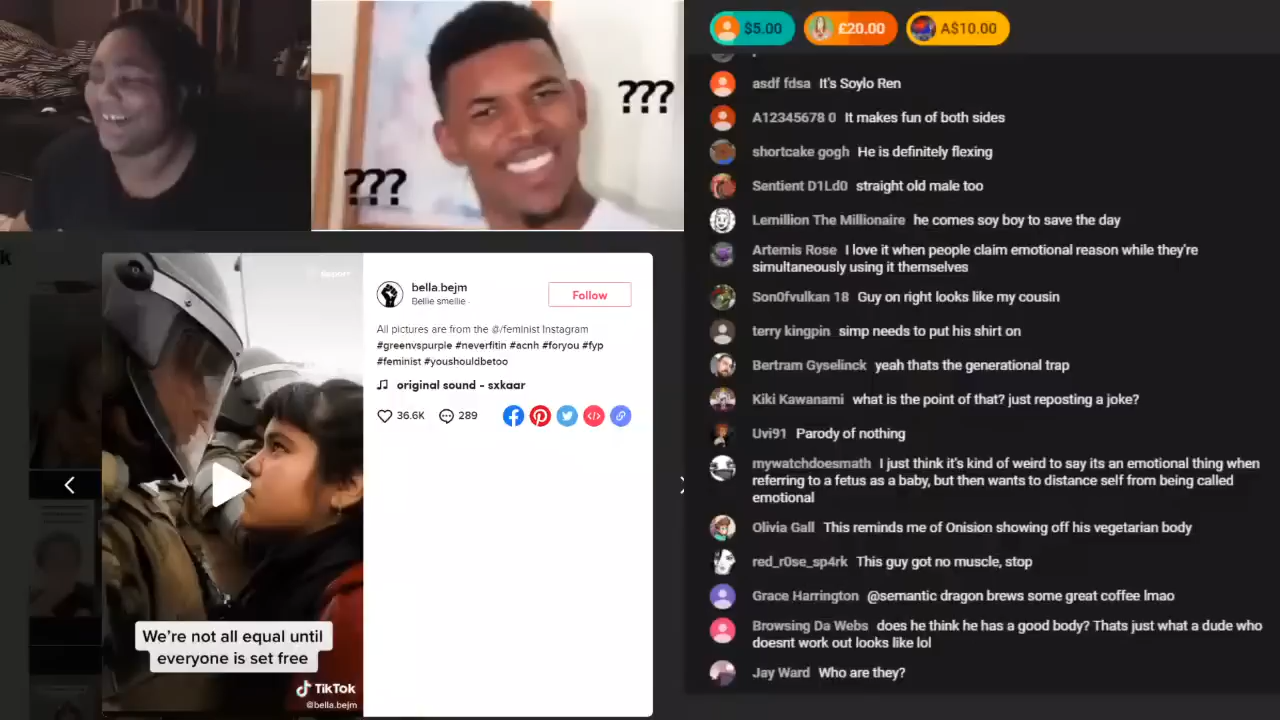 ???
???
k
Report
We're not all equal until
everyone is set free
TikTok
@bella.bejm
bella.bejm
Bellie smellie ·
Follow
All pictures are from the @/feminist Instagram
#greenvspurple #neverfitin #acnh #foryou #fyp
#feminist #youshouldbetoo
original sound - sxkaar
36.6K
289
$5.00
£20.00
A$10.00
asdf fdsa It's Soylo Ren
A12345678 0 It makes fun of both sides
shortcake gogh He is definitely flexing
Sentient D1Ld0 straight old male too
Lemillion The Millionaire he comes soy boy to save the day
Artemis Rose I love it when people claim emotional reason while they're
simultaneously using it themselves
Son0fvulkan 18 Guy on right looks like my cousin
terry kingpin simp needs to put his shirt on
Bertram Gyselinck yeah thats the generational trap
Kiki Kawanami what is the point of that? just reposting a joke?
Uvi91 Parody of nothing
mywatchdoesmath I just think it's kind of weird to say its an emotional thing when
referring to a fetus as a baby, but then wants to distance self from being called
emotional
Olivia Gall This reminds me of Onision showing off his vegetarian body
red_r0se_sp4rk This guy got no muscle, stop
Grace Harrington @semantic dragon brews some great coffee lmao
Browsing Da Webs does he think he has a good body? Thats just what a dude who
doesnt work out looks like lol
Jay Ward Who are they?